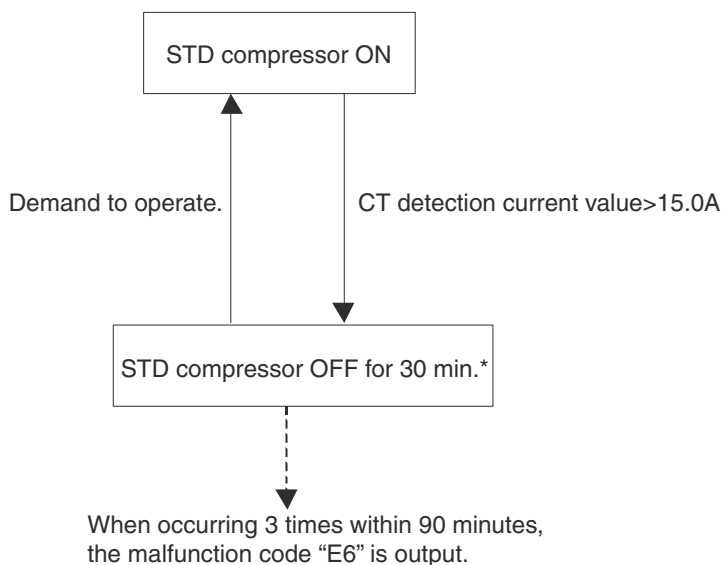 STD compressor ON
Demand to operate.
CT detection current value>15.0A
STD compressor OFF for 30 min.*
When occurring 3 times within 90 minutes,
the malfunction code “E6” is output.